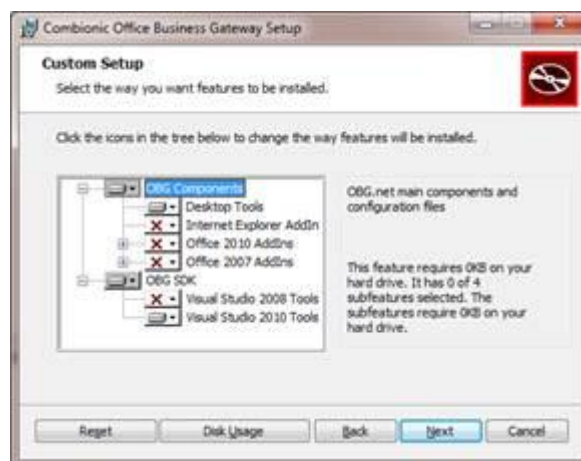 Combionic Office Business Gateway Setup
Custom Setup
Select the way you want features to be installed.
Click the icons in the tree below to change the way features will be installed.
OBG Components
Desktop Tools
Internet Explorer AddIn
Office 2010 AddIns
Office 2007 AddIns
OBG SDK
Visual Studio 2008 Tools
Visual Studio 2010 Tools
OBG.net main components and
configuration files
This feature requires 0KB on your
hard drive. It has 0 of 4
subfeatures selected. The
subfeatures require 0KB on your
hard drive.
Reset
Disk Usage
Back
Next
Cancel